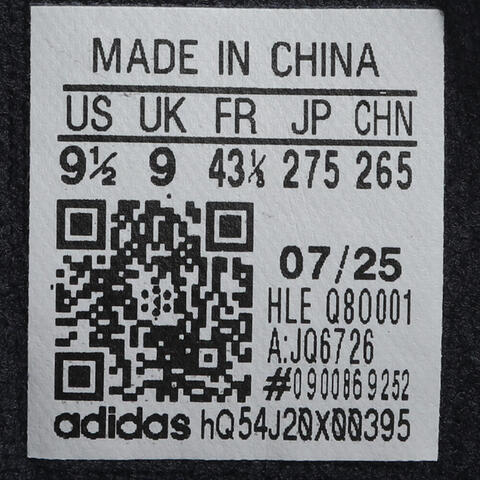 MADE IN CHINA
US UK FR JP CHN
9½ 9 43⅓ 275 265
07/25
HLE Q80001
A:JQ6726
#0900869252
adidas hQ54J20X00395